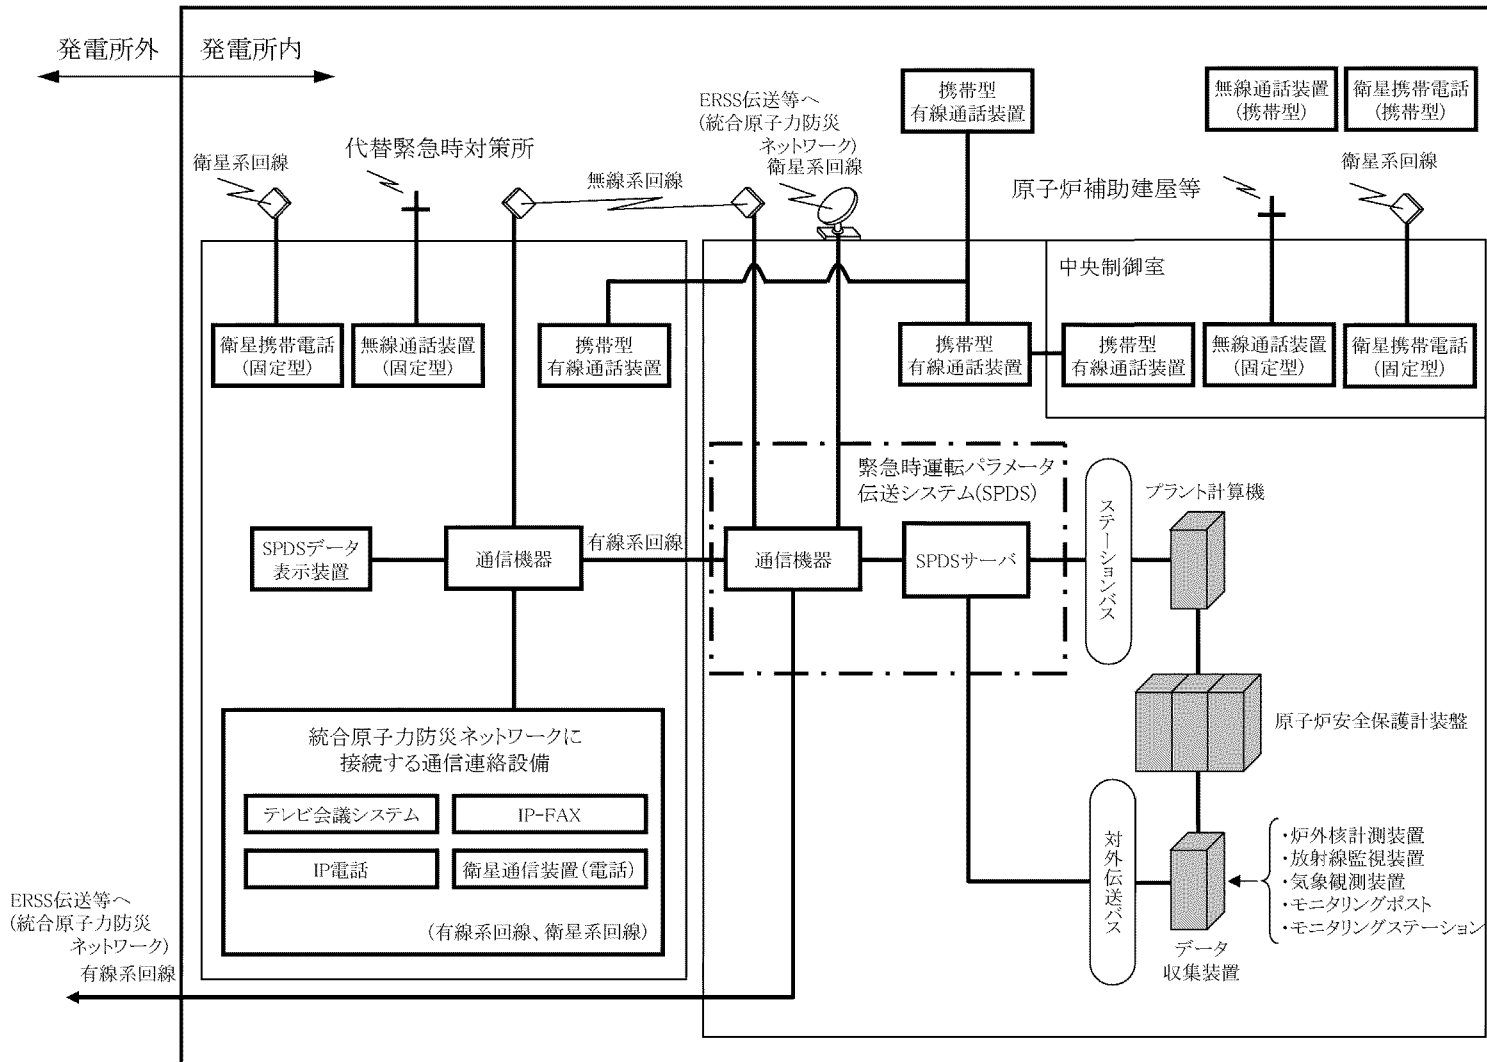 発電所外
発電所内
ERSS伝送等へ
(統合原子力防災
ネットワーク)
衛星系回線
携帯型
有線通話装置
無線通話装置
(携帯型)
衛星携帯電話
(携帯型)
代替緊急時対策所
衛星系回線
無線系回線
原子炉補助建屋等
衛星系回線
中央制御室
衛星携帯電話
(固定型)
無線通話装置
(固定型)
携帯型
有線通話装置
携帯型
有線通話装置
携帯型
有線通話装置
無線通話装置
(固定型)
衛星携帯電話
(固定型)
緊急時運転パラメータ
伝送システム(SPDS)
ステーションバス
プラント計算機
SPDSデータ
表示装置
通信機器
有線系回線
通信機器
SPDSサーバ
原子炉安全保護計装盤
統合原子力防災ネットワークに
接続する通信連絡設備
テレビ会議システム
IP-FAX
IP電話
衛星通信装置(電話)
(有線系回線、衛星系回線)
対外伝送バス
・炉外核計測装置
・放射線監視装置
・気象観測装置
・モニタリングポスト
・モニタリングステーション
データ
収集装置
ERSS伝送等へ
(統合原子力防災
ネットワーク)
有線系回線